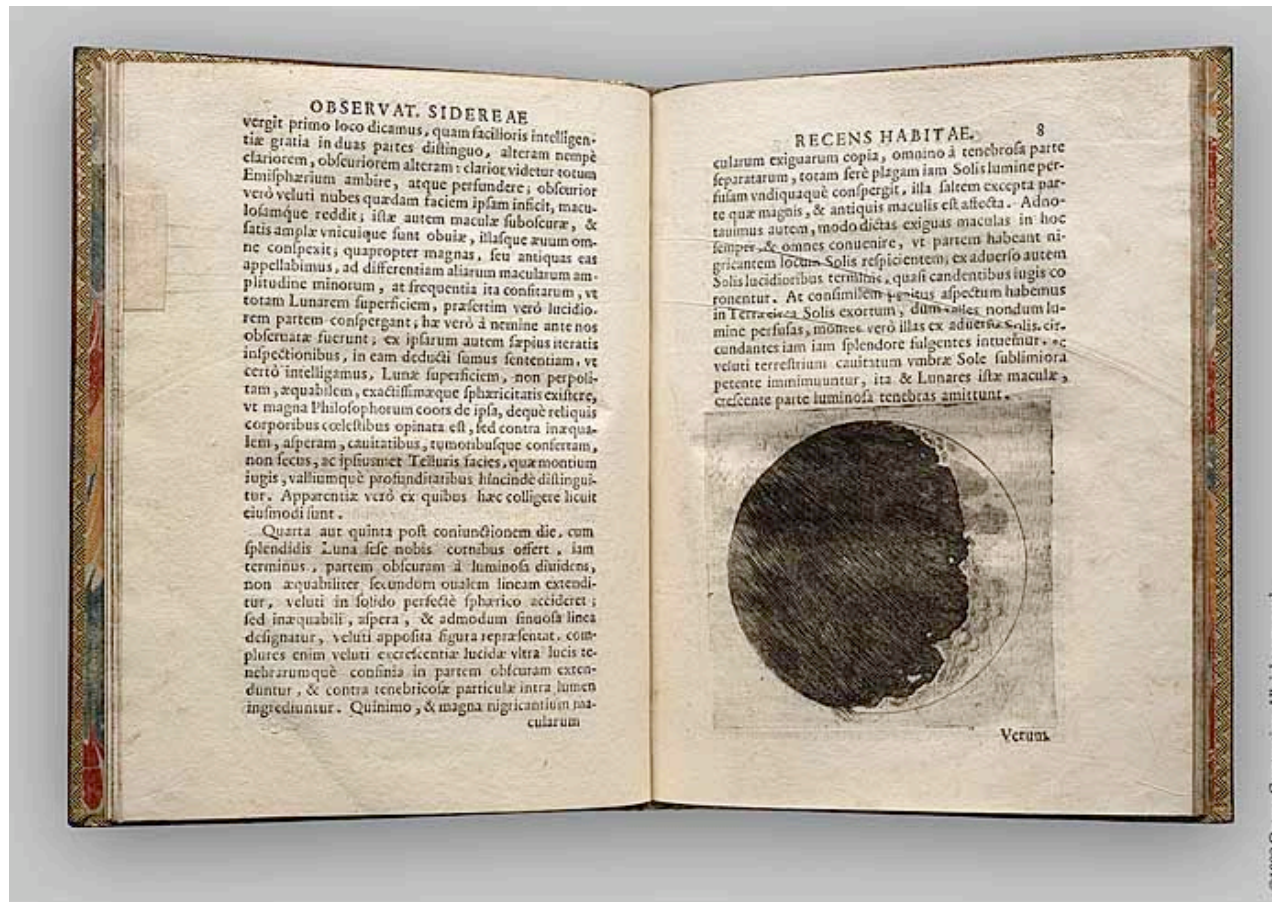 OBSERVAT. SIDEREAE
vergit primo loco dicamus, quam facilioris intelligen-
tiæ gratia in duas partes diſtinguo, alteram nempè
clariorem, obſcuriorem alteram: clarior videtur totum
Emiſphærium ambire, atque perfundere; obſcurior
verò veluti nubes quædam faciem ipſam inficit, macu-
loſamque reddit; iſtæ autem maculæ ſuboſcuræ, &
ſatis amplæ vnicuique ſunt obuiæ, illaſque æuum om-
ne conſpexit; quapropter magnas, ſeu antiquas eas
appellabimus, ad differentiam aliarum macularum am-
plitudine minorum, at frequentia ita conſitarum, vt
totam Lunarem ſuperficiem, præſertim verò lucidio-
rem partem conſpergant; hæ verò à nemine ante nos
obſeruatæ fuerunt; ex ipſarum autem ſæpius iteratis
inſpectionibus, in eam deducti ſumus ſententiam, vt
certò intelligamus, Lunæ ſuperficiem, non perpoli-
tam, æquabilem, exactiſſimæque ſphæricitatis exiſtere,
vt magna Philoſophorum coors de ipſa, dequè reliquis
corporibus cœleſtibus opinata eſt, ſed contra inæqua-
lem, aſperam, cauitatibus, tumoribuſque confertam,
non ſecus, ac ipſiuſmet Telluris facies, quæ montium
iugis, valliumquè profunditatibus hincindè diſtingui-
tur. Apparentiæ verò ex quibus hæc colligere licuit
eiuſmodi ſunt.
Quarta aut quinta poſt coniunctionem die, cum
ſplendidis Luna ſeſe nobis cornibus offert, iam
terminus, partem obſcuram à luminoſa diuidens,
non æquabiliter ſecundum oualem lineam extendi-
tur, veluti in ſolido perfectè ſphærico accideret;
ſed inæquabili, aſpera, & admodum ſinuoſa linea
deſignatur, veluti appoſita figura repræſentat. com-
plures enim veluti excreſcentiæ lucidæ vltra lucis te-
nebrarumquè confinia in partem obſcuram exten-
duntur, & contra tenebricoſæ particulæ intra lumen
ingrediuntur. Quinimo, & magna nigricantium ma-
cularum
RECENS HABITAE. 8
cularum exiguarum copia, omnino à tenebroſa parte
ſeparatarum, totam ferè plagam iam Solis lumine per-
fuſam vndiquaquè conſpergit, illa ſaltem excepta par-
te quæ magnis, & antiquis maculis eſt affecta. Adno-
tauimus autem, modo dictas exiguas maculas in hoc
ſemper, & omnes conuenire, vt partem habeant ni-
gricantem locum Solis reſpicientem; ex aduerſo autem
Solis lucidioribus terminis, quaſi candentibus iugis co
ronentur. At conſimilem penitus aſpectum habemus
in Terra circa Solis exortum, dum valles nondum lu-
mine perfuſas, montes verò illas ex aduerſo Solis cir-
cundantes iam iam ſplendore fulgentes intuemur. ac
veluti terreſtrium cauitatum vmbræ Sole ſublimiora
petente imminuuntur, ita & Lunares iſtæ maculæ,
creſcente parte luminoſa tenebras amittunt.
Verum